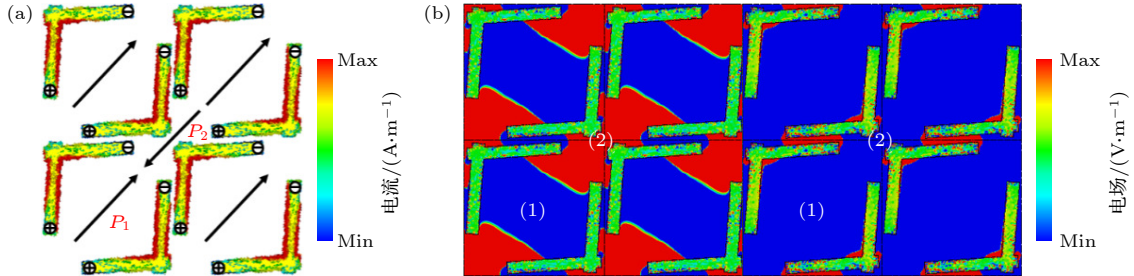 (a)
P2
P1
Max
电流/(A·m−1)
Min
(b)
(2)
(2)
(1)
(1)
Max
电场/(V·m−1)
Min